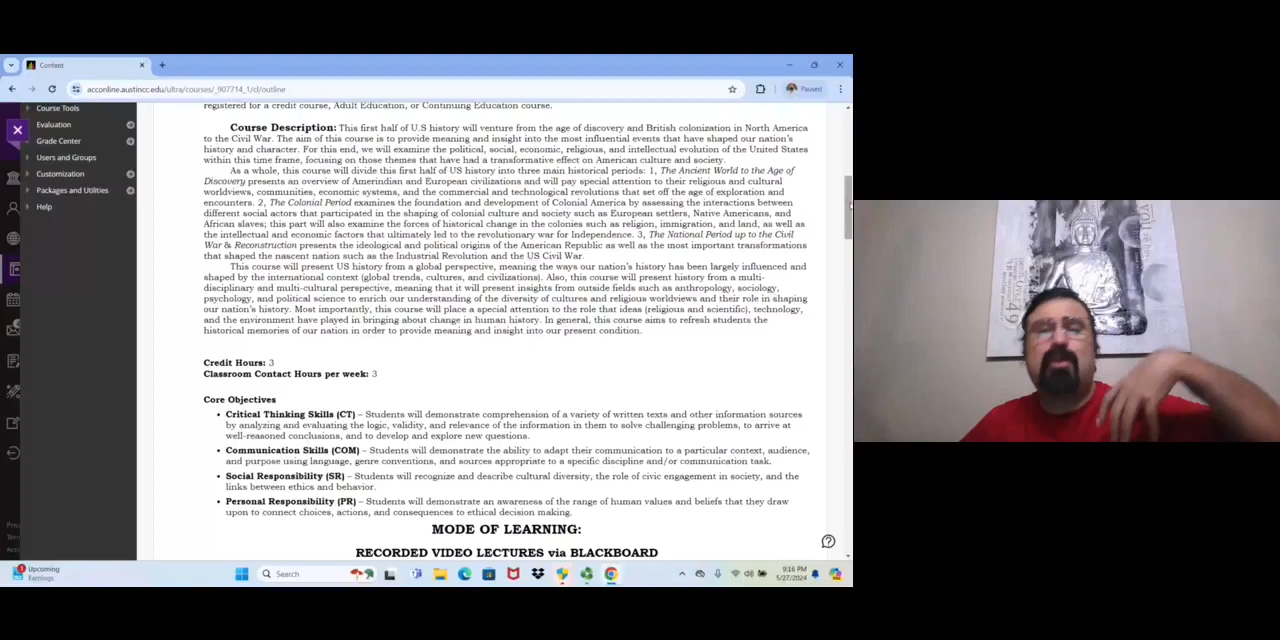 Content
acconline.austincc.edu/ultra/courses/_907714_1/cl/outline
Paused
Course Tools
Evaluation
Grade Center
Users and Groups
Customization
Packages and Utilities
Help
registered for a credit course, Adult Education, or Continuing Education course.
Course Description: This first half of U.S history will venture from the age of discovery and British colonization in North America
to the Civil War. The aim of this course is to provide meaning and insight into the most influential events that have shaped our nation's
history and character. For this end, we will examine the political, social, economic, religious, and intellectual evolution of the United States
within this time frame, focusing on those themes that have had a transformative effect on American culture and society.
As a whole, this course will divide this first half of US history into three main historical periods: 1, The Ancient World to the Age of
Discovery presents an overview of Amerindian and European civilizations and will pay special attention to their religious and cultural
worldviews, communities, economic systems, and the commercial and technological revolutions that set off the age of exploration and
encounters. 2, The Colonial Period examines the foundation and development of Colonial America by assessing the interactions between
different social actors that participated in the shaping of colonial culture and society such as European settlers, Native Americans, and
African slaves; this part will also examine the forces of historical change in the colonies such as religion, immigration, and land, as well as
the intellectual and economic factors that ultimately led to the revolutionary war for Independence. 3, The National Period up to the Civil
War & Reconstruction presents the ideological and political origins of the American Republic as well as the most important transformations
that shaped the nascent nation such as the Industrial Revolution and the US Civil War.
This course will present US history from a global perspective, meaning the ways our nation's history has been largely influenced and
shaped by the international context (global trends, cultures, and civilizations). Also, this course will present history from a multi-
disciplinary and multi-cultural perspective, meaning that it will present insights from outside fields such as anthropology, sociology,
psychology, and political science to enrich our understanding of the diversity of cultures and religious worldviews and their role in shaping
our nation's history. Most importantly, this course will place a special attention to the role that ideas (religious and scientific), technology,
and the environment have played in bringing about change in human history. In general, this course aims to refresh students the
historical memories of our nation in order to provide meaning and insight into our present condition.
Credit Hours: 3
Classroom Contact Hours per week: 3
Core Objectives
• Critical Thinking Skills (CT) – Students will demonstrate comprehension of a variety of written texts and other information sources
by analyzing and evaluating the logic, validity, and relevance of the information in them to solve challenging problems, to arrive at
well-reasoned conclusions, and to develop and explore new questions.
• Communication Skills (COM) – Students will demonstrate the ability to adapt their communication to a particular context, audience,
and purpose using language, genre conventions, and sources appropriate to a specific discipline and/or communication task.
• Social Responsibility (SR) – Students will recognize and describe cultural diversity, the role of civic engagement in society, and the
links between ethics and behavior.
• Personal Responsibility (PR) – Students will demonstrate an awareness of the range of human values and beliefs that they draw
upon to connect choices, actions, and consequences to ethical decision making.
MODE OF LEARNING:
RECORDED VIDEO LECTURES via BLACKBOARD
Priv
Term
Acc
Upcoming
Earnings
Search
9:16 PM
5/27/2024
49